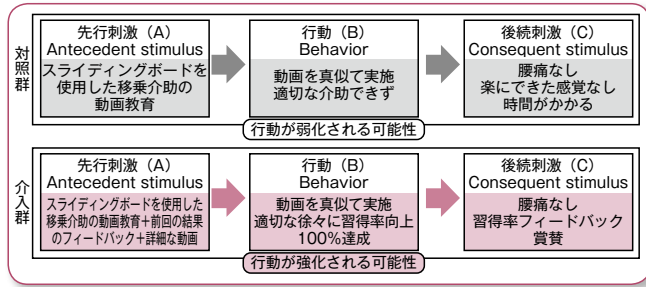 対照群
先行刺激（A）
Antecedent stimulus
スライディングボードを
使用した移乗介助の
動画教育
行動（B）
Behavior
動画を真似て実施
適切な介助できず
後続刺激（C）
Consequent stimulus
腰痛なし
楽にできた感覚なし
時間がかかる
行動が弱化される可能性
介入群
先行刺激（A）
Antecedent stimulus
スライディングボードを使用した
移乗介助の動画教育＋前回の結果
のフィードバック＋詳細な動画
行動（B）
Behavior
動画を真似て実施
適切な徐々に習得率向上
100％達成
後続刺激（C）
Consequent stimulus
腰痛なし
習得率フィードバック
賞賛
行動が強化される可能性